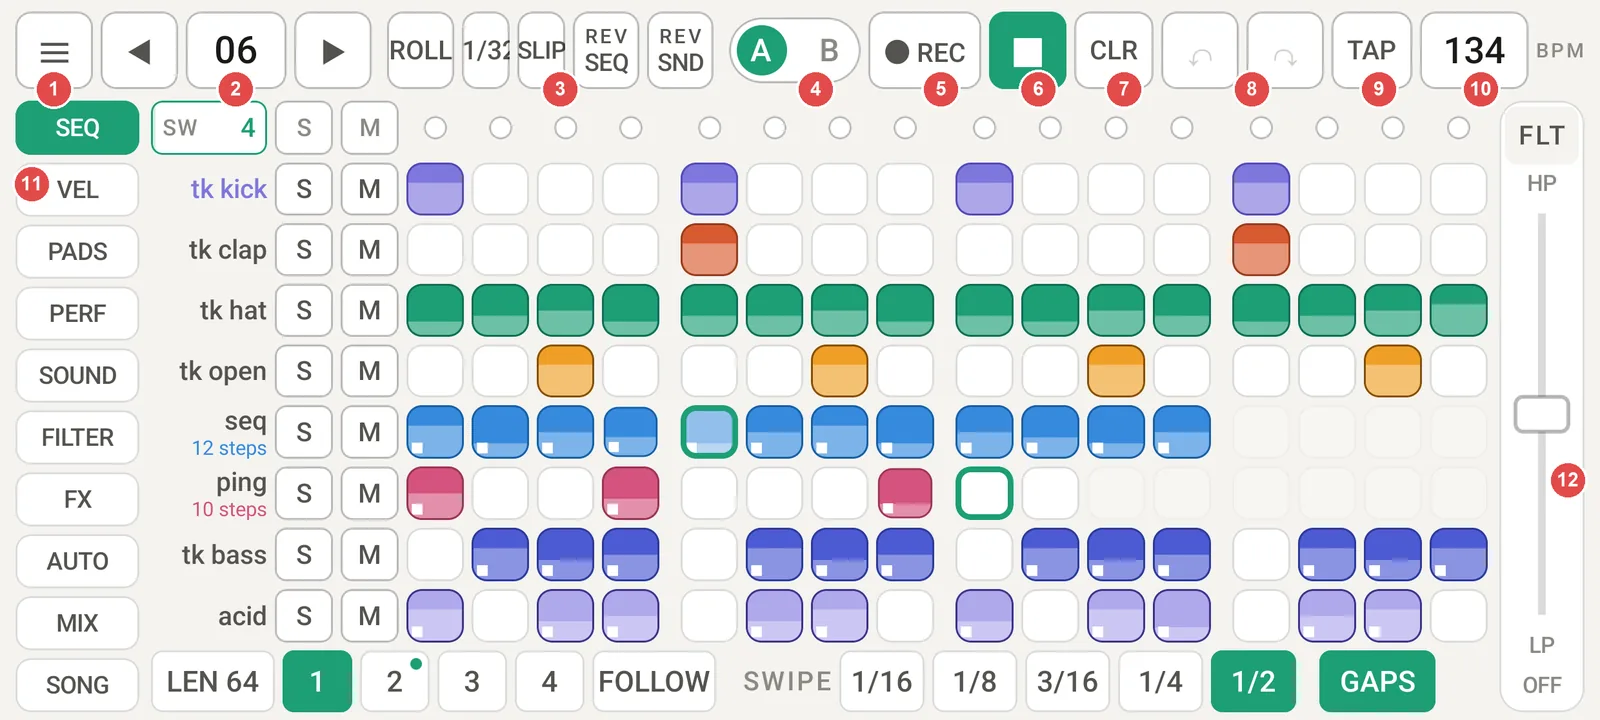 06
ROLL
1/32
SLIP
REV
SEQ
REV
SND
A
B
REC
CLR
TAP
134
BPM
1
2
3
4
5
6
7
8
9
10
SEQ
SW 4
S
M
FLT
11
VEL
tk kick
S
M
HP
PADS
tk clap
S
M
PERF
tk hat
S
M
SOUND
tk open
S
M
FILTER
seq
12 steps
S
M
FX
ping
10 steps
S
M
12
AUTO
tk bass
S
M
MIX
acid
S
M
LP
SONG
LEN 64
1
2
3
4
FOLLOW
SWIPE
1/16
1/8
3/16
1/4
1/2
GAPS
OFF